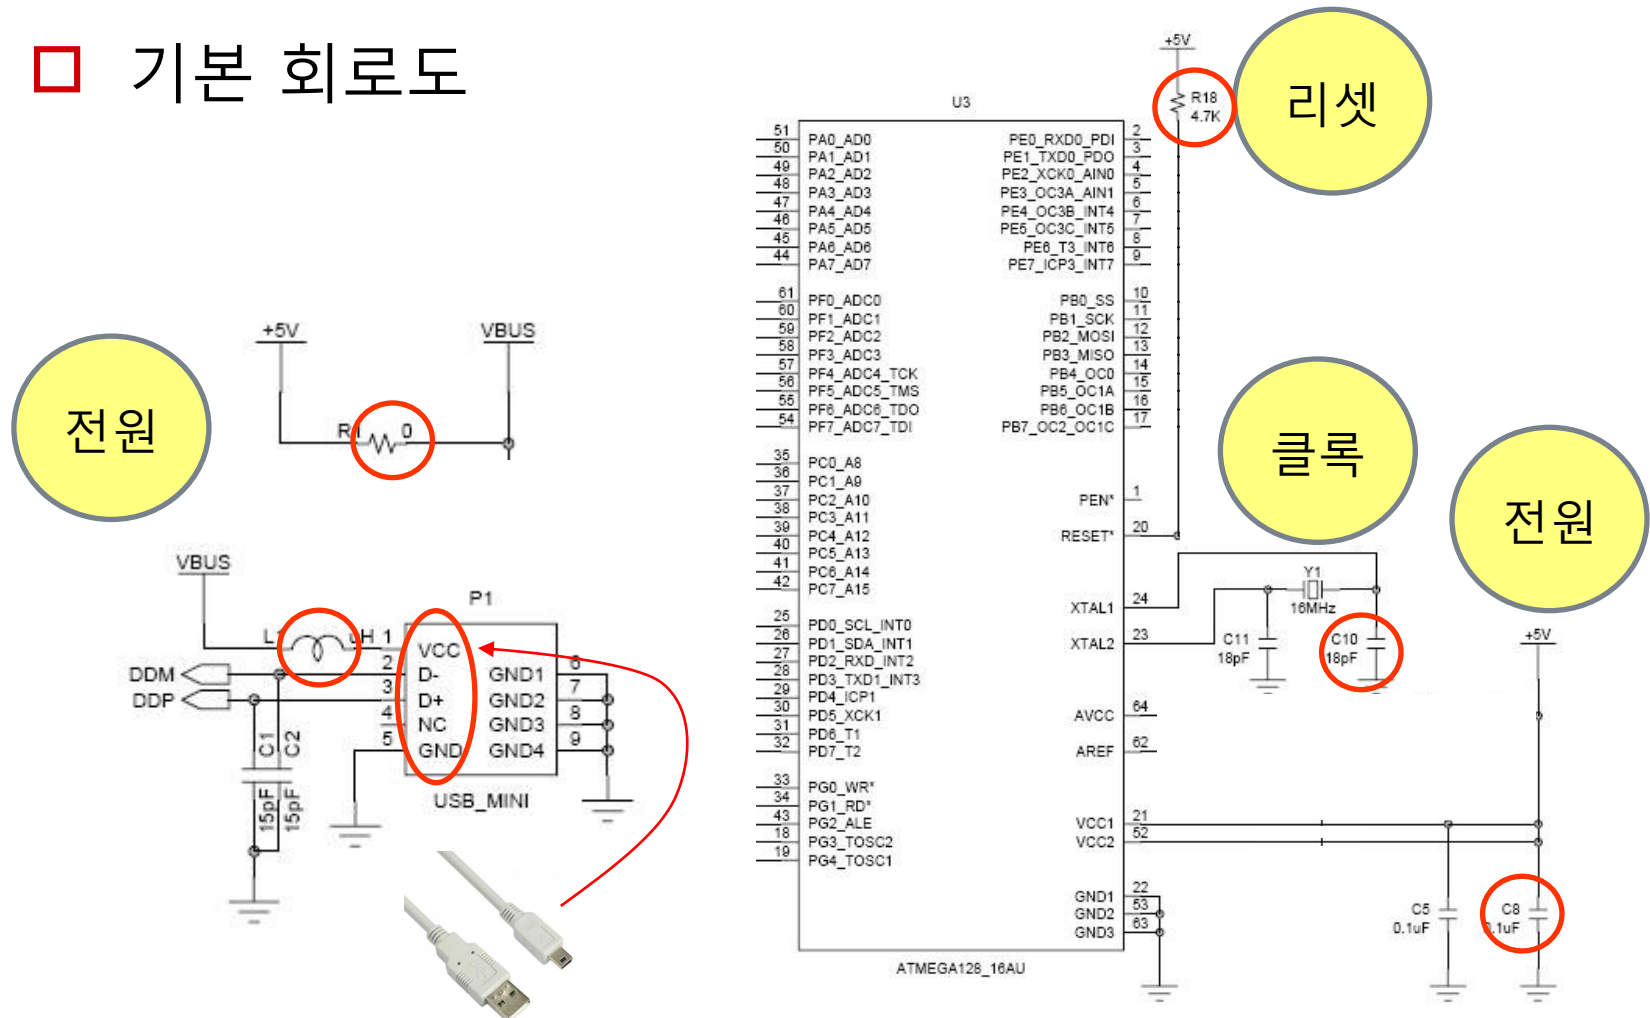 기본 회로도
+5V
VBUS
R1 0
전원
VBUS
L1 uH 1
P1
VCC
2 D-
3 D+
4 NC
5 GND
GND1 6
GND2 7
GND3 8
GND4 9
DDM
DDP
C1
C2
15pF
15pF
USB_MINI
U3
51 PA0_AD0
50 PA1_AD1
49 PA2_AD2
48 PA3_AD3
47 PA4_AD4
46 PA5_AD5
45 PA6_AD6
44 PA7_AD7
61 PF0_ADC0
60 PF1_ADC1
59 PF2_ADC2
58 PF3_ADC3
57 PF4_ADC4_TCK
56 PF5_ADC5_TMS
55 PF6_ADC6_TDO
54 PF7_ADC7_TDI
35 PC0_A8
36 PC1_A9
37 PC2_A10
38 PC3_A11
39 PC4_A12
40 PC5_A13
41 PC6_A14
42 PC7_A15
25 PD0_SCL_INT0
26 PD1_SDA_INT1
27 PD2_RXD_INT2
28 PD3_TXD1_INT3
29 PD4_ICP1
30 PD5_XCK1
31 PD6_T1
32 PD7_T2
33 PG0_WR*
34 PG1_RD*
43 PG2_ALE
18 PG3_TOSC2
19 PG4_TOSC1
PE0_RXD0_PDI 2
PE1_TXD0_PDO 3
PE2_XCK0_AIN0 4
PE3_OC3A_AIN1 5
PE4_OC3B_INT4 6
PE5_OC3C_INT5 7
PE6_T3_INT6 8
PE7_ICP3_INT7 9
PB0_SS 10
PB1_SCK 11
PB2_MOSI 12
PB3_MISO 13
PB4_OC0 14
PB5_OC1A 15
PB6_OC1B 16
PB7_OC2_OC1C 17
PEN* 1
RESET* 20
XTAL1 24
XTAL2 23
AVCC 64
AREF 62
VCC1 21
VCC2 52
GND1 22
GND2 53
GND3 63
ATMEGA128_16AU
+5V
R18
4.7K
리셋
클록
전원
Y1
16MHz
C11
18pF
C10
18pF
+5V
C5
0.1uF
C8
0.1uF